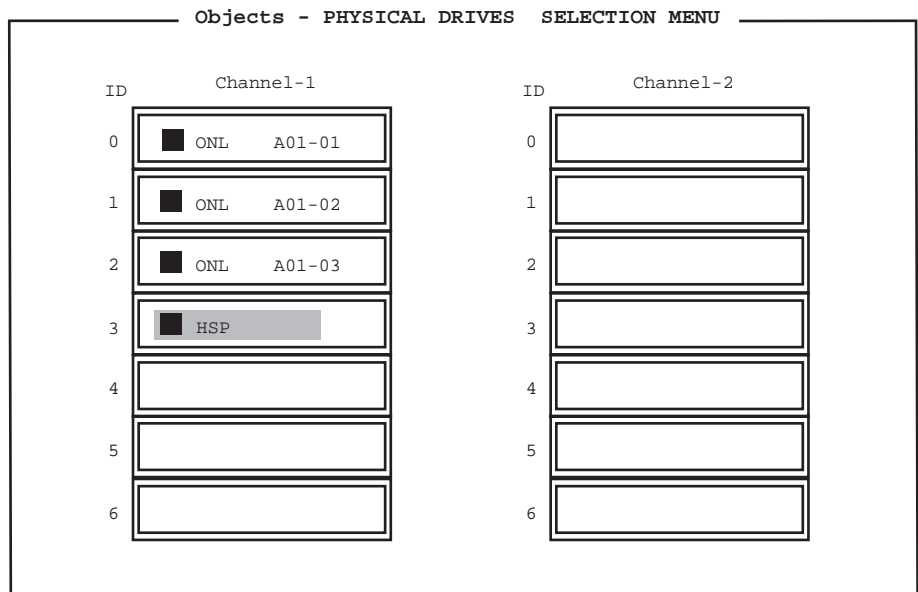 Objects - PHYSICAL DRIVES SELECTION MENU
Channel-1
ID
0 ONL A01-01
1 ONL A01-02
2 ONL A01-03
3 HSP
4
5
6
Channel-2
ID
0
1
2
3
4
5
6